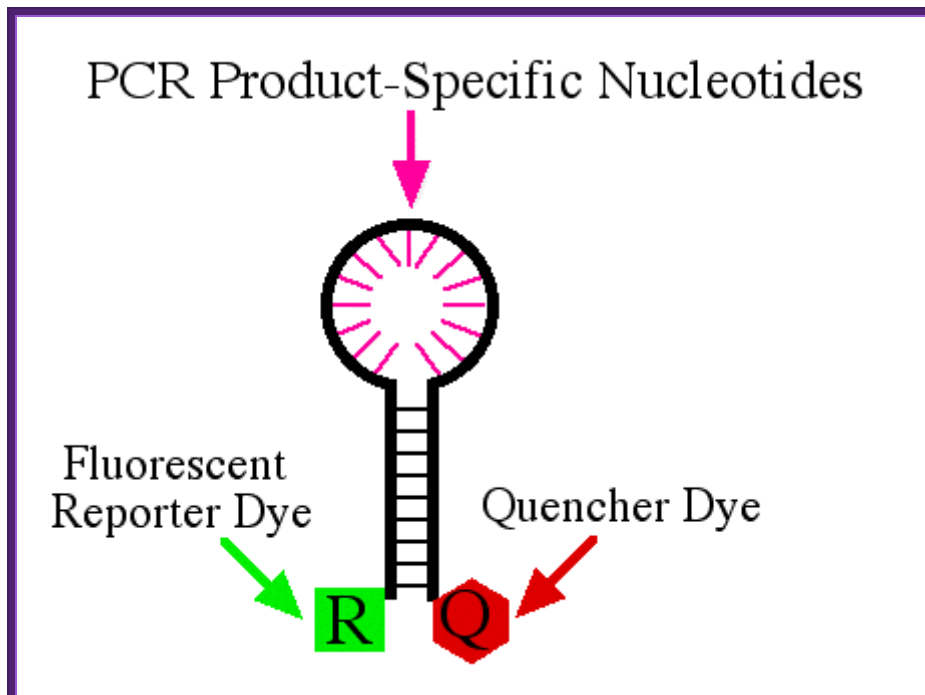 PCR Product-Specific Nucleotides
Fluorescent
Reporter Dye
Quencher Dye
R
Q